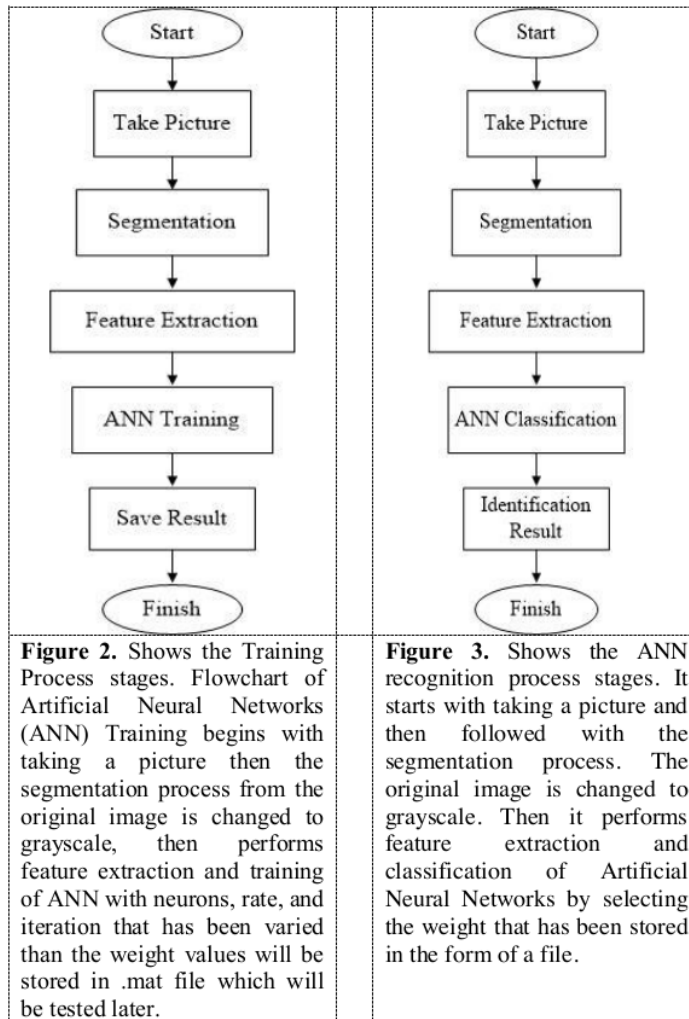 Start
Take Picture
Segmentation
Feature Extraction
ANN Training
Save Result
Finish
Figure 2. Shows the Training
Process stages. Flowchart of
Artificial Neural Networks
(ANN) Training begins with
taking a picture then the
segmentation process from the
original image is changed to
grayscale, then performs
feature extraction and training
of ANN with neurons, rate, and
iteration that has been varied
than the weight values will be
stored in .mat file which will
be tested later.
Start
Take Picture
Segmentation
Feature Extraction
ANN Classification
Identification
Result
Finish
Figure 3. Shows the ANN
recognition process stages. It
starts with taking a picture and
then followed with the
segmentation process. The
original image is changed to
grayscale. Then it performs
feature extraction and
classification of Artificial
Neural Networks by selecting
the weight that has been stored
in the form of a file.